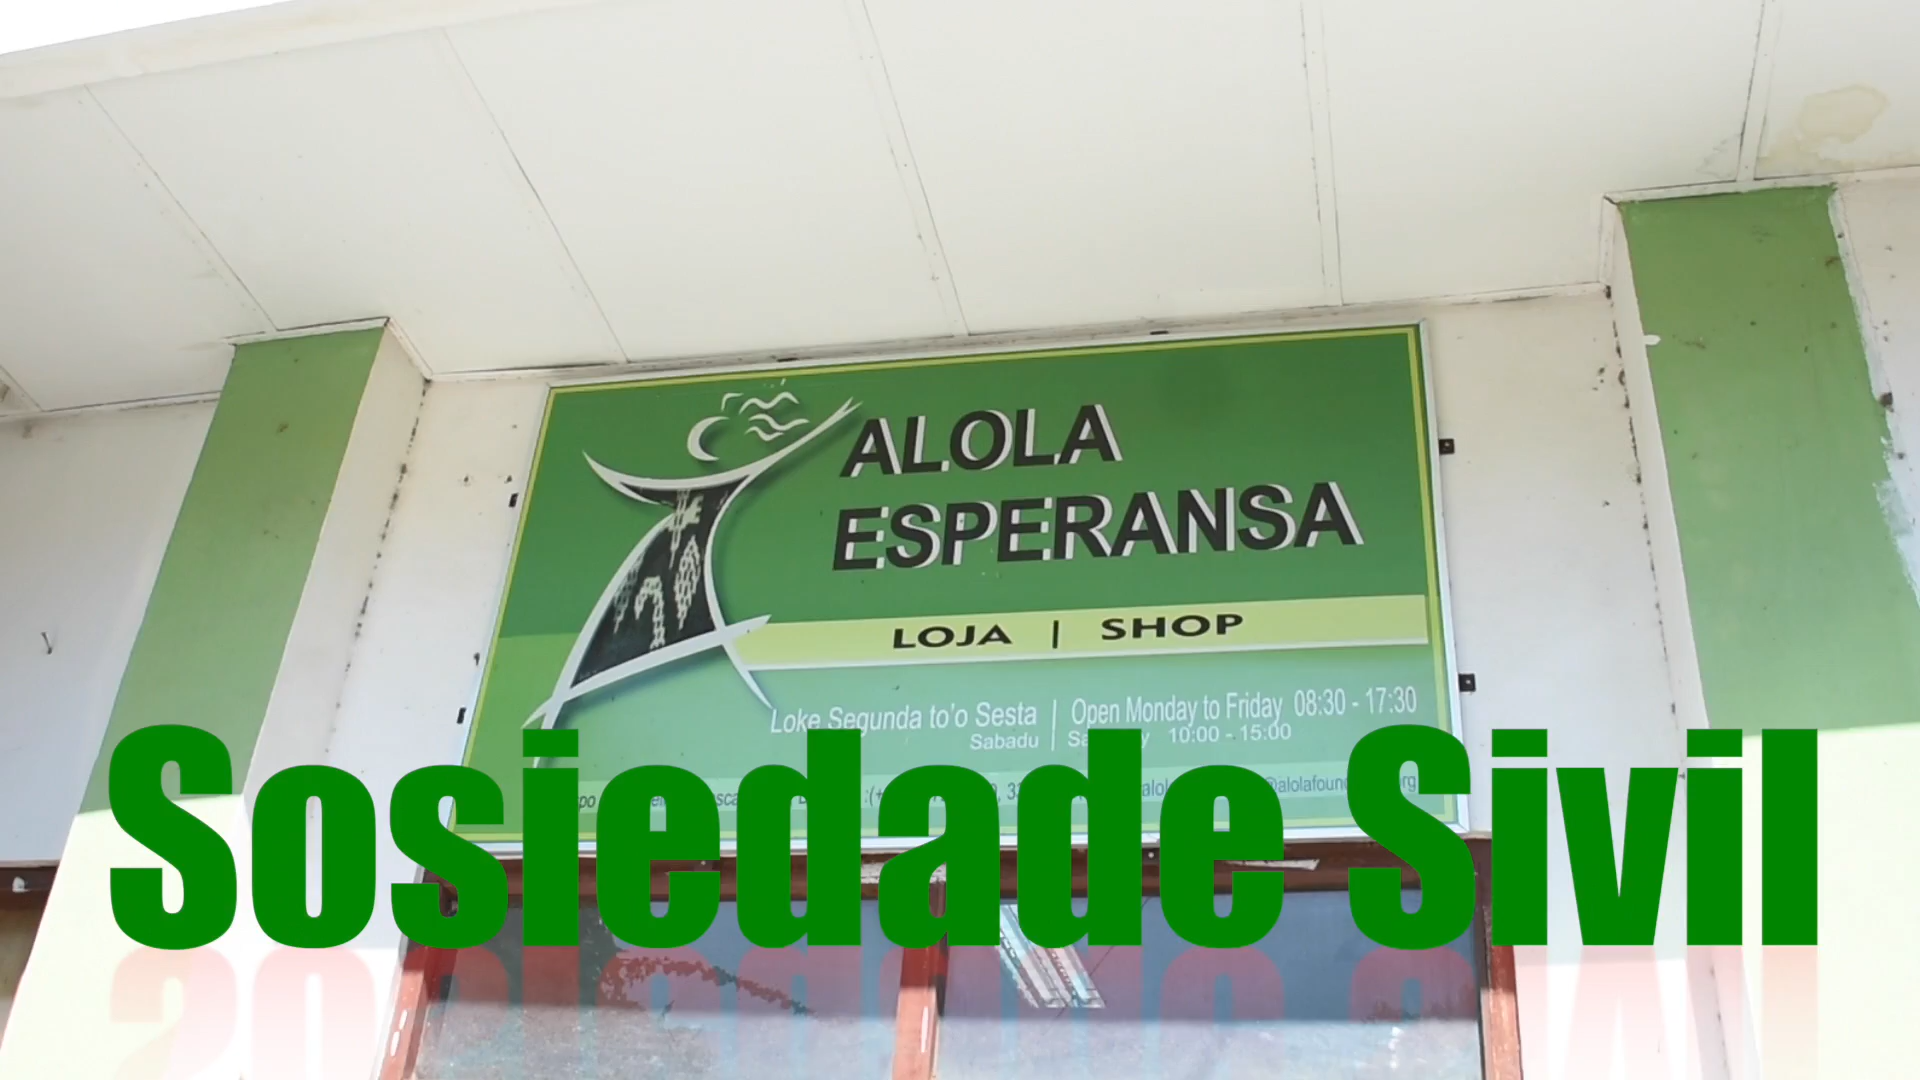 ALOLA
ESPERANSA
LOJA | SHOP
Loke Segunda to'o Sesta | Open Monday to Friday 08:30 - 17:30
Sabadu | 10:00 - 15:00
Sosiedade Sivil